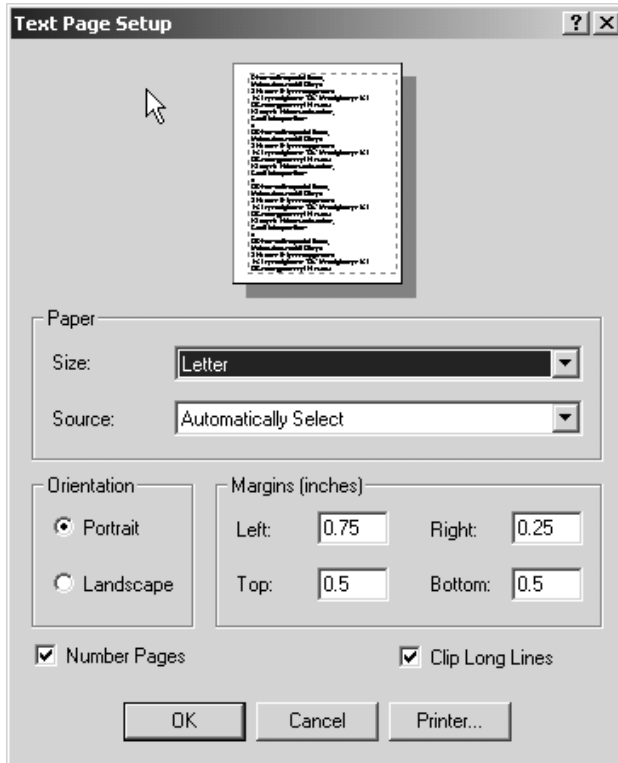 Text Page Setup
Paper
Size: Letter
Source: Automatically Select
Orientation
Portrait
Landscape
Margins (inches)
Left: 0.75 Right: 0.25
Top: 0.5 Bottom: 0.5
Number Pages Clip Long Lines
OK Cancel Printer...